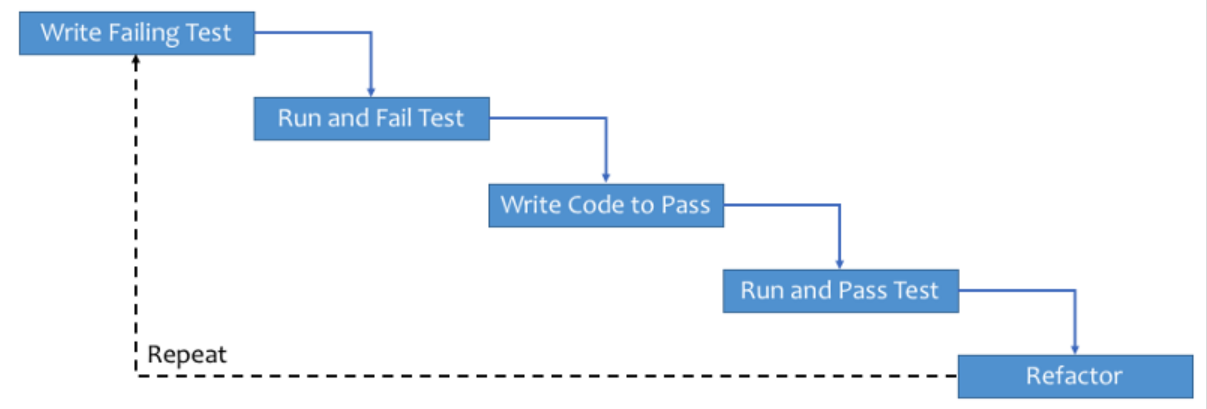 Write Failing Test
Run and Fail Test
Write Code to Pass
Run and Pass Test
Repeat
Refactor